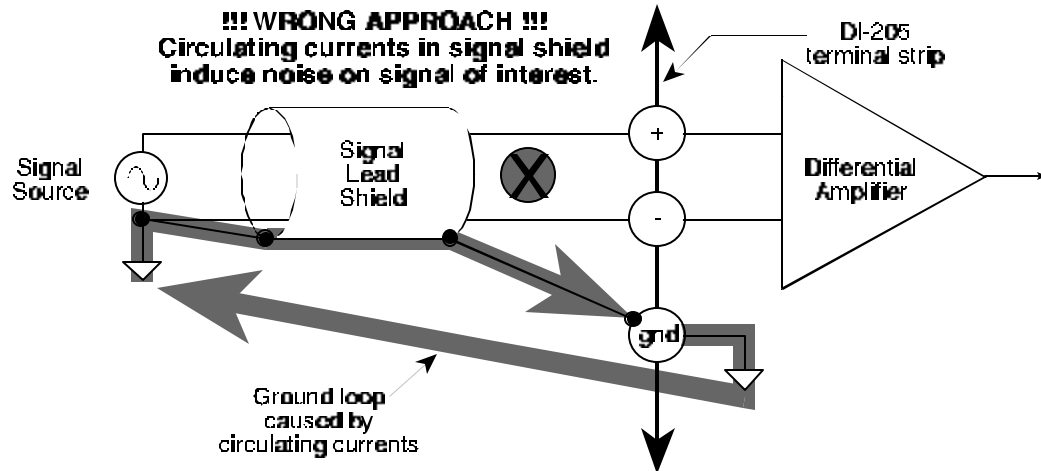 !!! WRONG APPROACH !!!
Circulating currents in signal shield
induce noise on signal of interest.
DI-205
terminal strip
Signal
Source
Signal
Lead
Shield
X
+
-
Differential
Amplifier
gnd
Ground loop
caused by
circulating currents